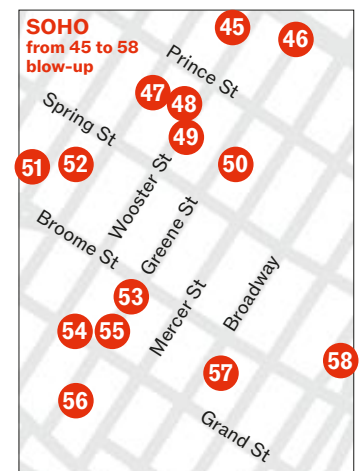 SOHO
from 45 to 58
blow-up
45
46
Prince St
47
48
Spring St
49
50
51
52
Wooster St
Greene St
Broome St
Broadway
53
Mercer St
54
55
57
58
56
Grand St